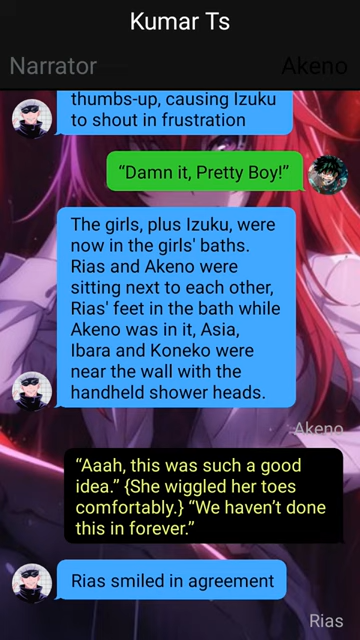 Kumar Ts
Narrator
Akeno
thumbs-up, causing Izuku
to shout in frustration
“Damn it, Pretty Boy!”
The girls, plus Izuku, were
now in the girls' baths.
Rias and Akeno were
sitting next to each other,
Rias' feet in the bath while
Akeno was in it, Asia,
Ibara and Koneko were
near the wall with the
handheld shower heads.
Akeno
“Aaah, this was such a good
idea.” {She wiggled her toes
comfortably.} “We haven’t done
this in forever.”
Rias smiled in agreement
Rias